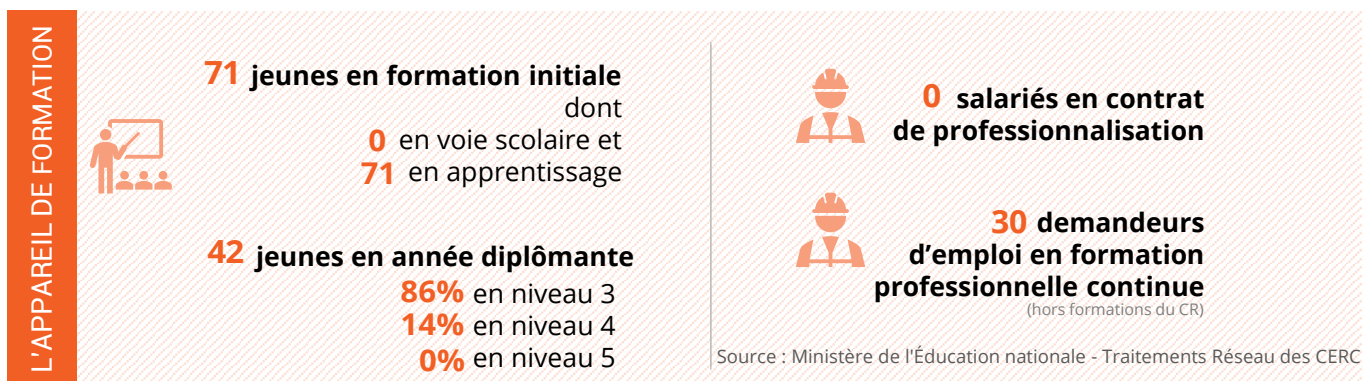 L'APPAREIL DE FORMATION
71 jeunes en formation initiale
dont
0 en voie scolaire et
71 en apprentissage
42 jeunes en année diplômante
86% en niveau 3
14% en niveau 4
0% en niveau 5
0 salariés en contrat
de professionnalisation
30 demandeurs
d’emploi en formation
professionnelle continue
(hors formations du CR)
Source : Ministère de l'Éducation nationale - Traitements Réseau des CERC